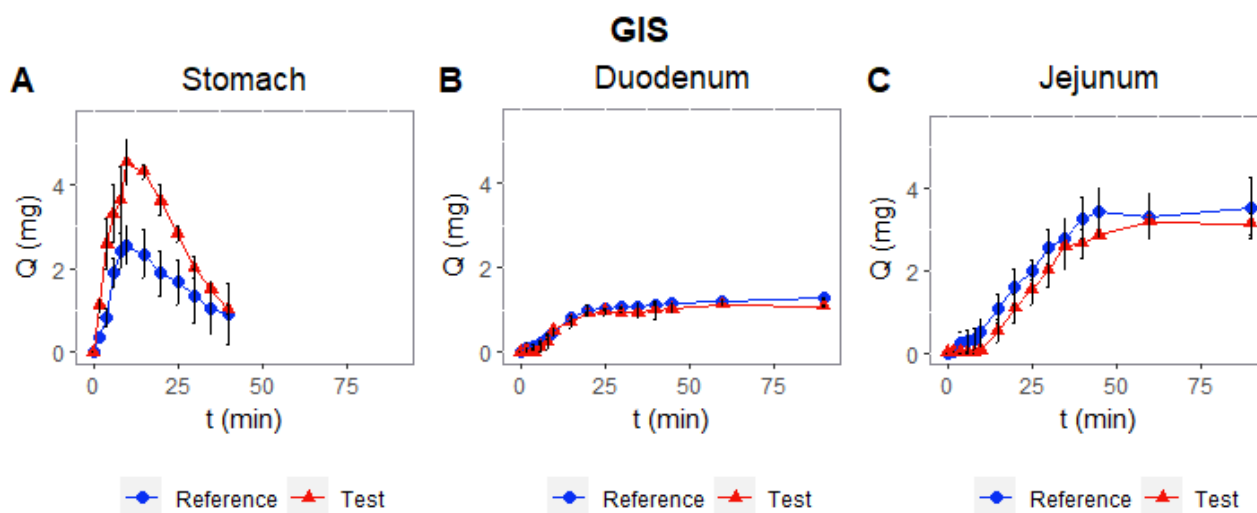 GIS
A Stomach
B Duodenum
C Jejunum
Q (mg)
4
2
0
0 25 50 75
t (min)
Reference Test
Q (mg)
4
2
0
0 25 50 75
t (min)
Reference Test
Q (mg)
4
2
0
0 25 50 75
t (min)
Reference Test